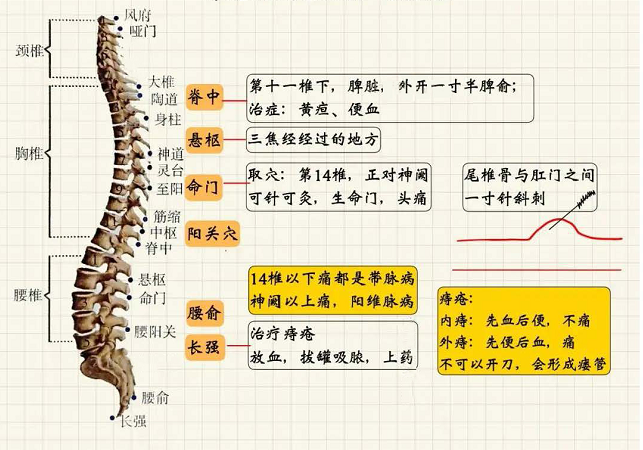 风府
哑门
颈椎
大椎
陶道
身柱
胸椎
神道
灵台
至阳
筋缩
中枢
脊中
腰椎
悬枢
命门
腰阳关
腰俞
长强
脊中
第十一椎下，脾脏，外开一寸半脾俞；
治症：黄疸、便血
悬枢
三焦经经过的地方
命门
取穴：第14椎，正对神阙
可针可灸，生命门，头痛
尾椎骨与肛门之间
一寸针斜刺
阳关穴
14椎以下痛都是带脉病
神阙以上痛，阳维脉病
腰俞
长强
治疗痔疮
放血，拔罐吸脓，上药
痔疮：
内痔：先血后便，不痛
外痔：先便后血，痛
不可以开刀，会形成瘘管